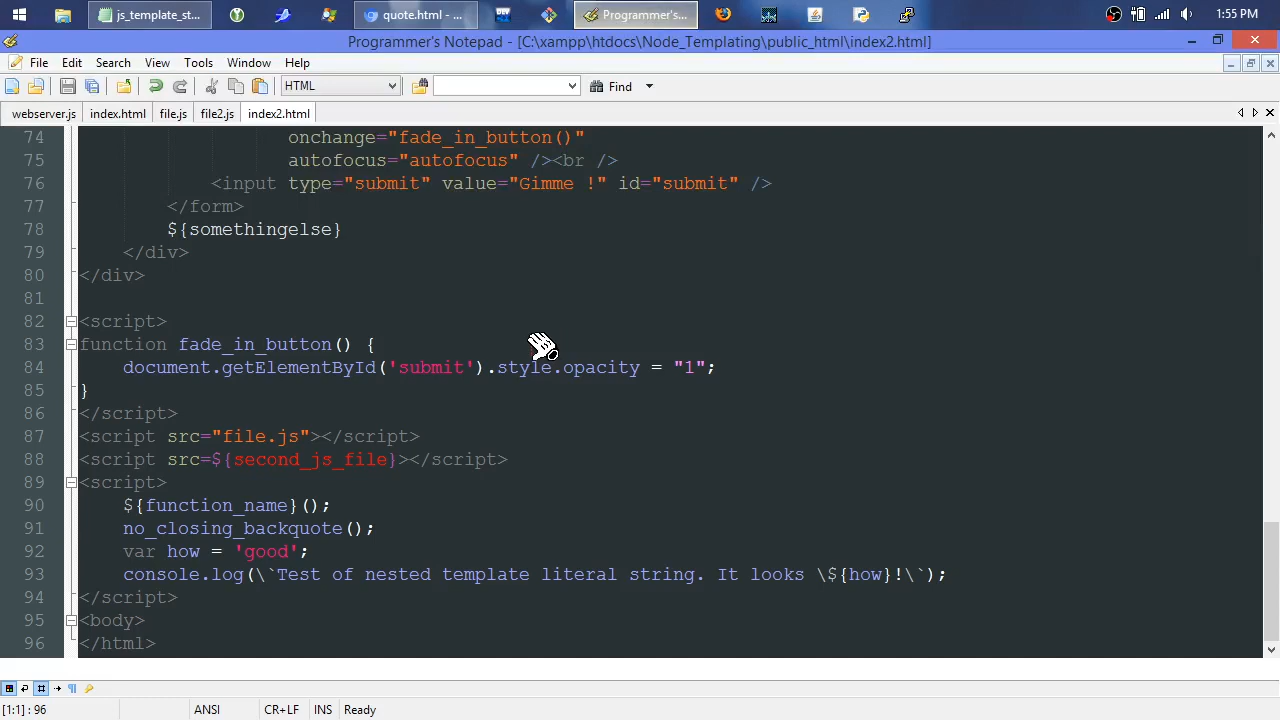 js_template_st...
quote.html - ...
DEV
Programmer's...
1:55 PM
Programmer's Notepad - [C:\xampp\htdocs\Node_Templating\public_html\index2.html]
File Edit Search View Tools Window Help
HTML Find
webserver.js index.html file.js file2.js index2.html
74 onchange="fade_in_button()"
75 autofocus="autofocus" /><br />
76 <input type="submit" value="Gimme !" id="submit" />
77 </form>
78 ${somethingelse}
79 </div>
80 </div>
81
82 <script>
83 function fade_in_button() {
84 document.getElementById('submit').style.opacity = "1";
85 }
86 </script>
87 <script src="file.js"></script>
88 <script src=${second_js_file}></script>
89 <script>
90 ${function_name}();
91 no_closing_backquote();
92 var how = 'good';
93 console.log(\`Test of nested template literal string. It looks \${how}!\`);
94 </script>
95 <body>
96 </html>
[1:1] : 96 ANSI CR+LF INS Ready